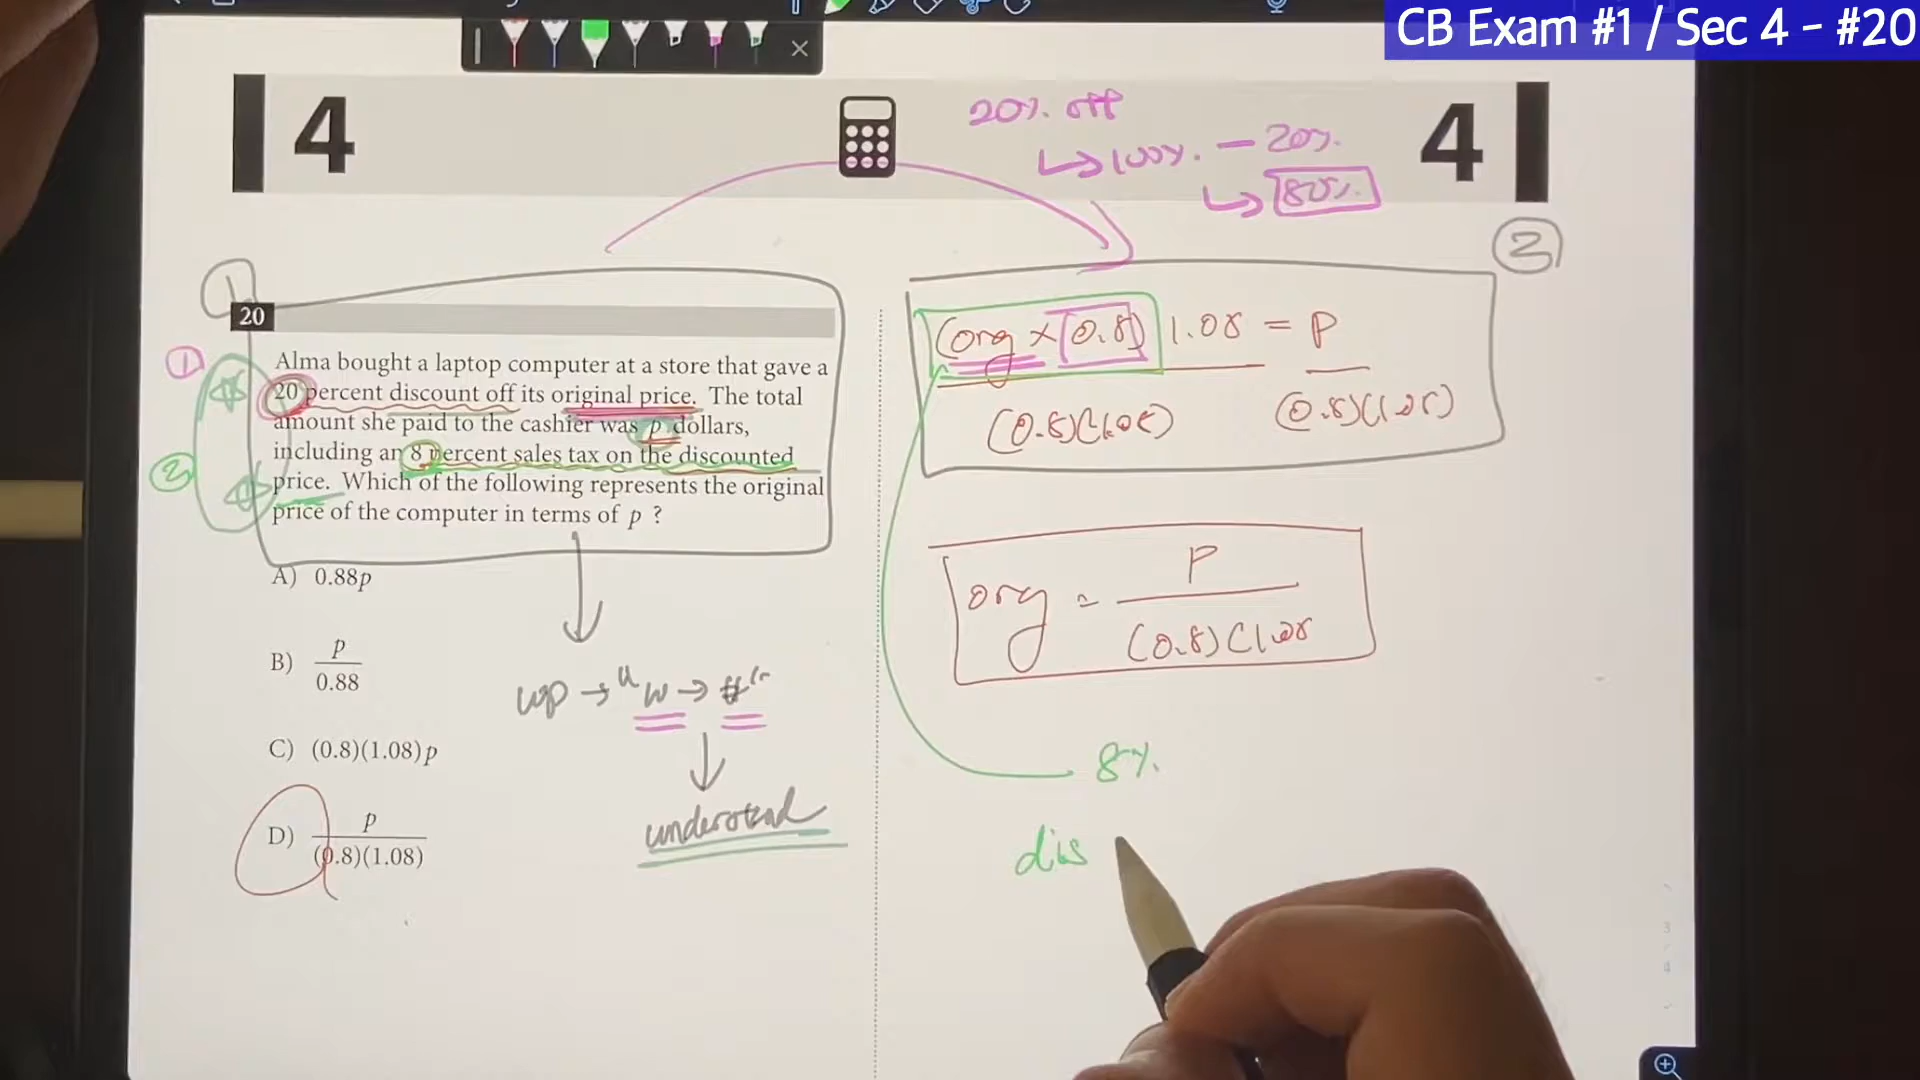 CB Exam #1 / Sec 4 - #20
4
4
20% off
↳ 100% - 20%
↳ 80%
1
2
20
1
2
Alma bought a laptop computer at a store that gave a
20 percent discount off its original price. The total
amount she paid to the cashier was p dollars,
including an 8 percent sales tax on the discounted
price. Which of the following represents the original
price of the computer in terms of p ?
A) 0.88p
B) p
0.88
C) (0.8)(1.08)p
D) p
(0.8)(1.08)
wp → "w → #"
understand
(org × 0.8) 1.08 = P
(0.8)(1.08) (0.8)(1.08)
org = P
(0.8)(1.08
8%
dis